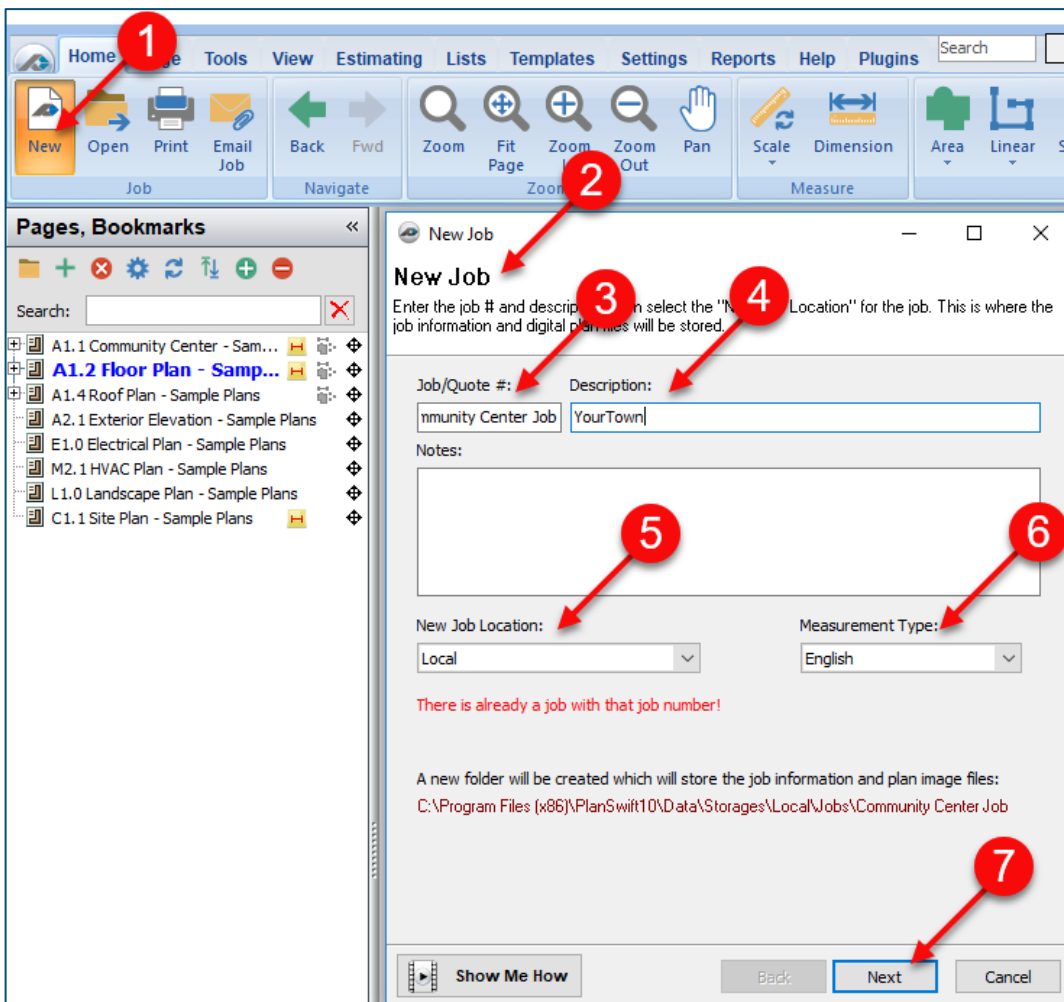 1
Home
Tools
View
Estimating
Lists
Templates
Settings
Reports
Help
Plugins
Search
New
Open
Print
Email
Job
Back
Fwd
Zoom
Fit
Page
Zoom
Zoom
Out
Pan
Scale
Dimension
Area
Linear
Job
Navigate
Measure
2
Pages, Bookmarks
«
Search:
A1.1 Community Center - Sam...
A1.2 Floor Plan - Samp...
A1.4 Roof Plan - Sample Plans
A2.1 Exterior Elevation - Sample Plans
E1.0 Electrical Plan - Sample Plans
M2.1 HVAC Plan - Sample Plans
L1.0 Landscape Plan - Sample Plans
C1.1 Site Plan - Sample Plans
New Job
New Job
3
4
Enter the job # and select the Location" for the job. This is where the
job information and digital plan files will be stored.
Job/Quote #:
Description:
mmunity Center Job
YourTown
Notes:
5
6
New Job Location:
Measurement Type:
Local
English
There is already a job with that job number!
A new folder will be created which will store the job information and plan image files:
C:\Program Files (x86)\PlanSwift10\Data\Storages\Local\Jobs\Community Center Job
7
Show Me How
Back
Next
Cancel